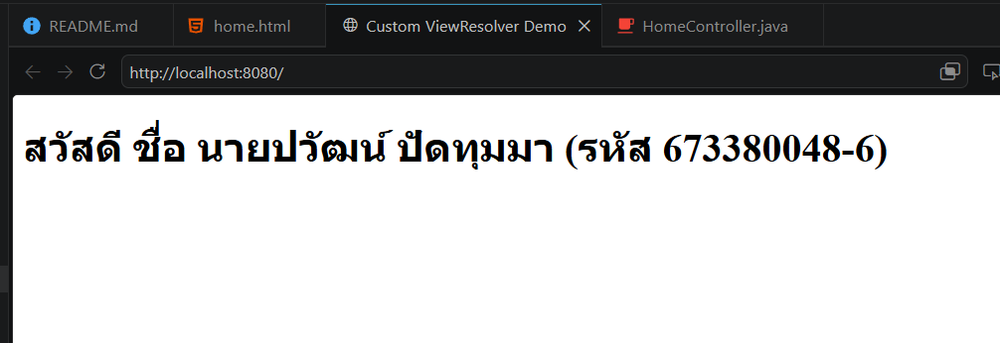 README.md
home.html
Custom ViewResolver Demo
HomeController.java
http://localhost:8080/
สวัสดี ชื่อ นายปวัฒน์ ปัดทุมมา (รหัส 673380048-6)